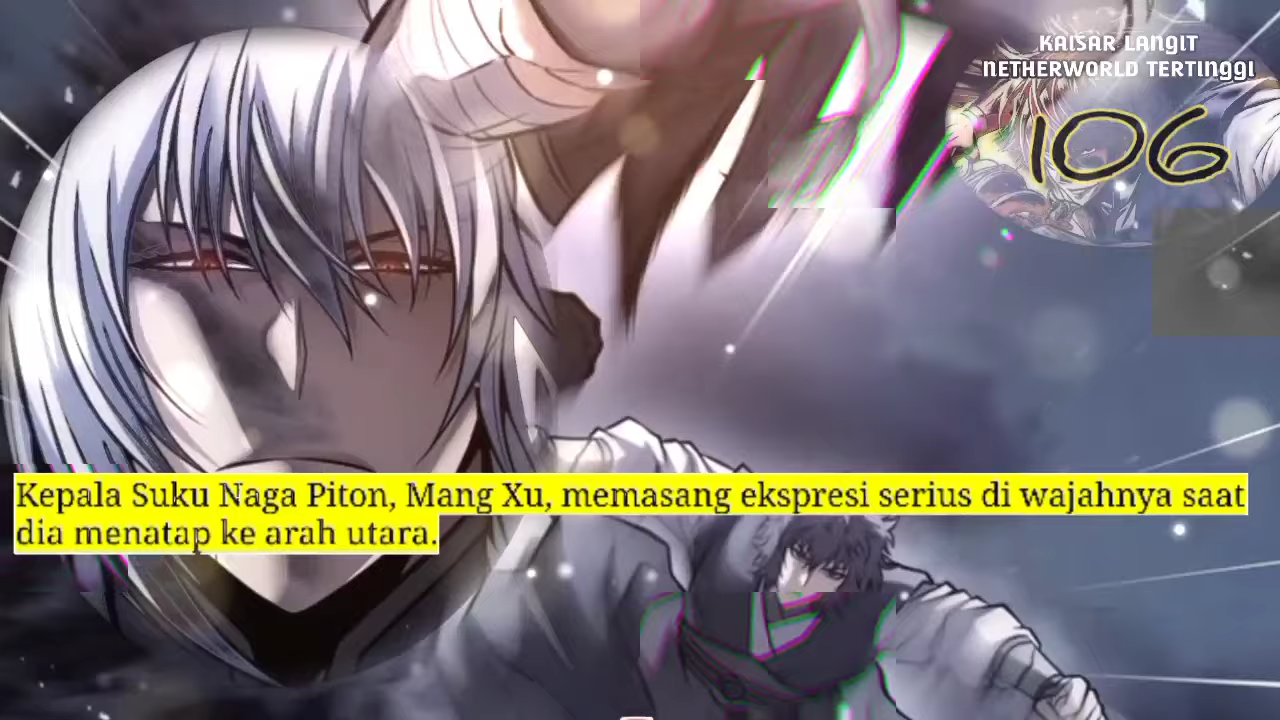 KAISAR LANGIT
NETHERWORLD TERTINGGI
106
Kepala Suku Naga Piton, Mang Xu, memasang ekspresi serius di wajahnya saat
dia menatap ke arah utara.